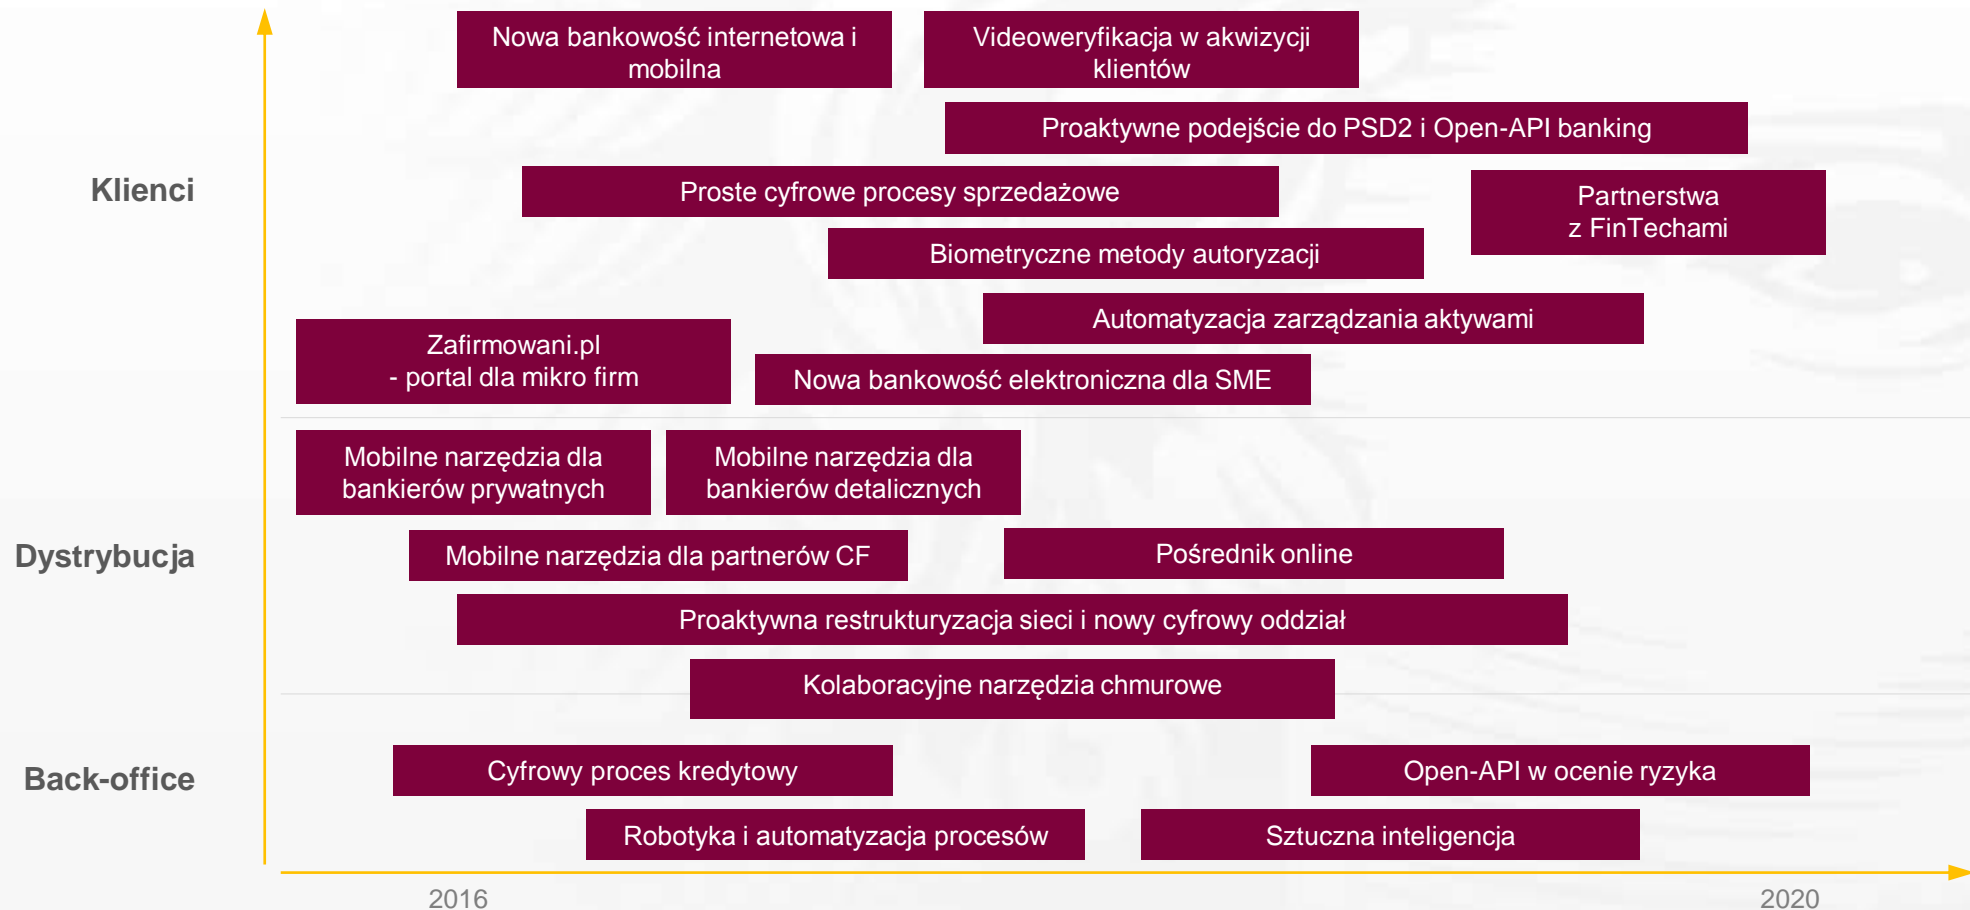 Nowa bankowość internetowa i
mobilna
Videoweryfikacja w akwizycji
klientów
Proaktywne podejście do PSD2 i Open-API banking
Klienci
Proste cyfrowe procesy sprzedażowe
Partnerstwa
z FinTechami
Biometryczne metody autoryzacji
Automatyzacja zarządzania aktywami
Zafirmowani.pl
- portal dla mikro firm
Nowa bankowość elektroniczna dla SME
Mobilne narzędzia dla
bankierów prywatnych
Mobilne narzędzia dla
bankierów detalicznych
Dystrybucja
Mobilne narzędzia dla partnerów CF
Pośrednik online
Proaktywna restrukturyzacja sieci i nowy cyfrowy oddział
Kolaboracyjne narzędzia chmurowe
Back-office
Cyfrowy proces kredytowy
Open-API w ocenie ryzyka
Robotyka i automatyzacja procesów
Sztuczna inteligencja
2016
2020